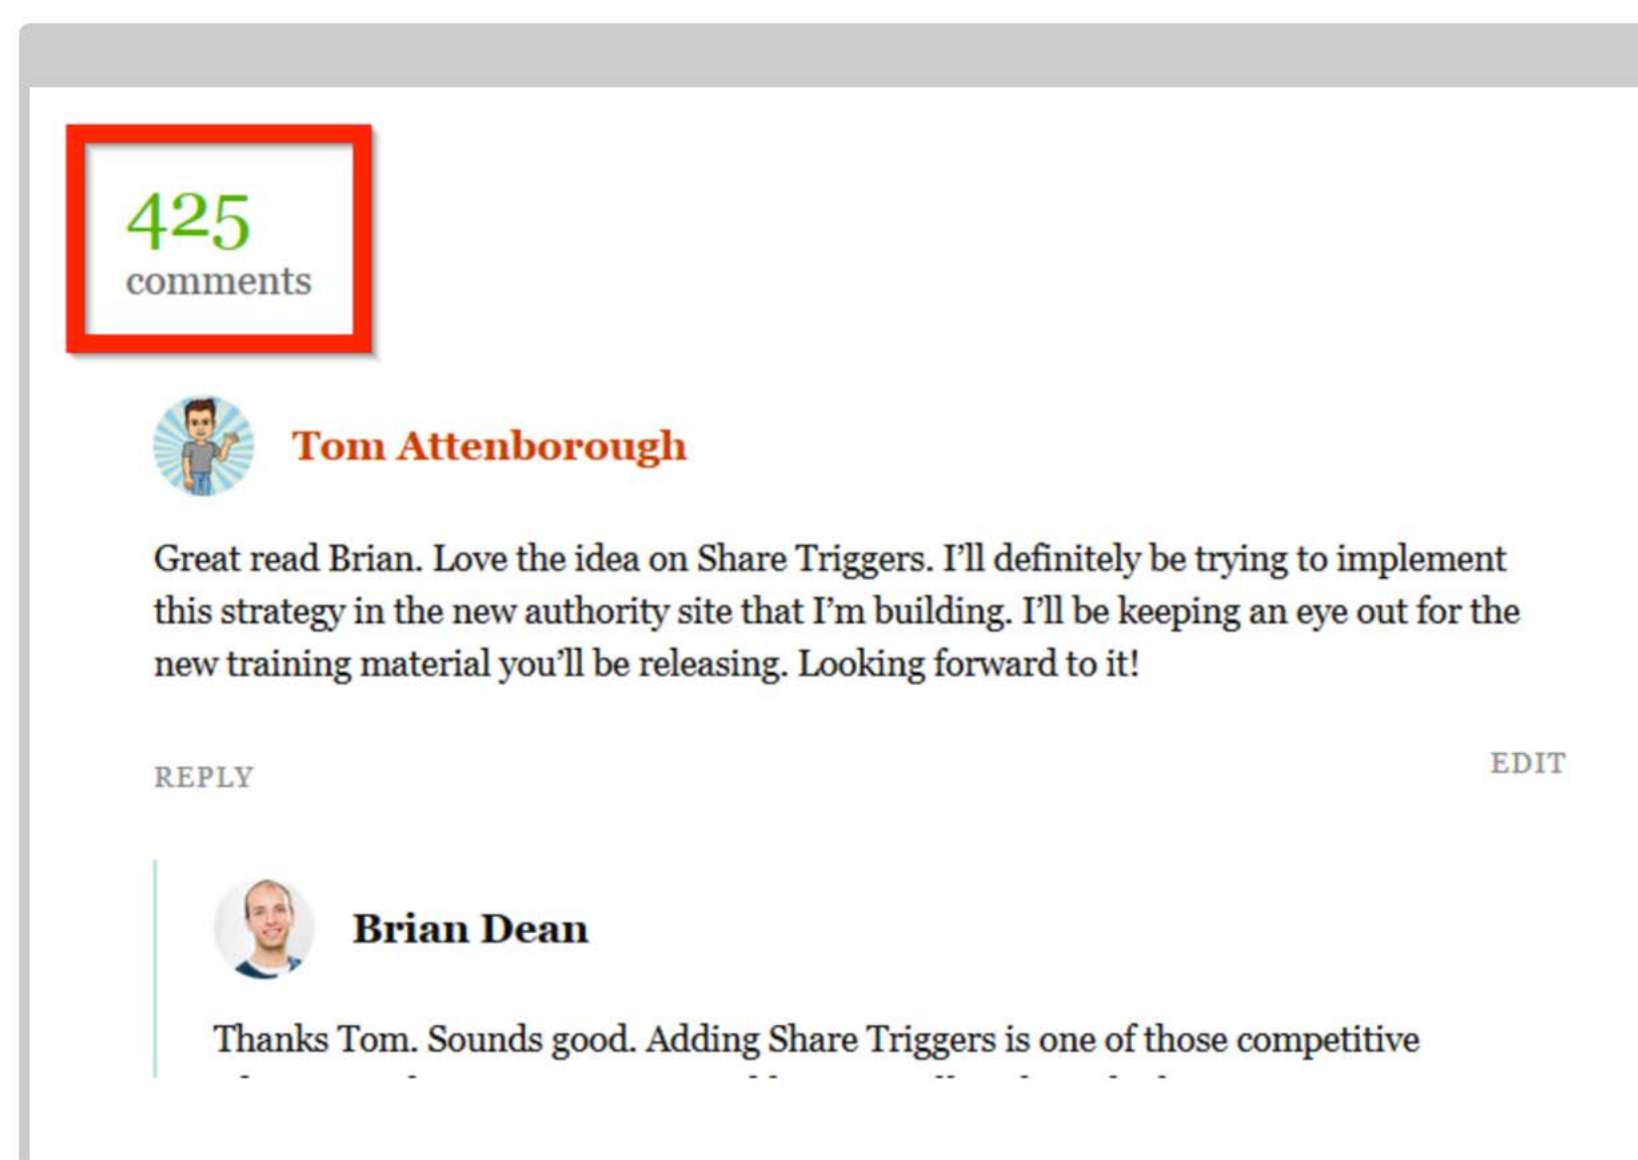 425
comments
Tom Attenborough
Great read Brian. Love the idea on Share Triggers. I’ll definitely be trying to implement
this strategy in the new authority site that I’m building. I’ll be keeping an eye out for the
new training material you’ll be releasing. Looking forward to it!
REPLY
EDIT
Brian Dean
Thanks Tom. Sounds good. Adding Share Triggers is one of those competitive